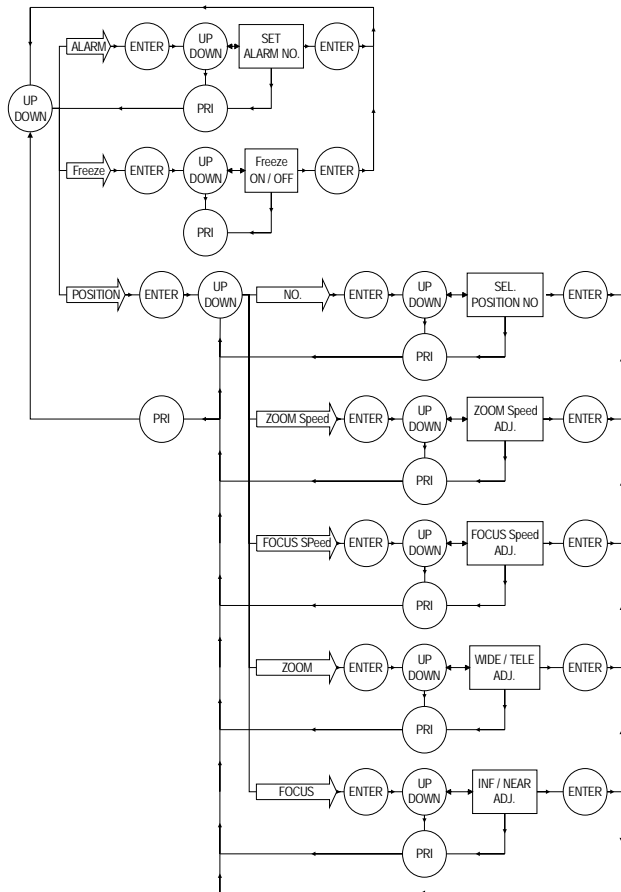 ALARM
ENTER
UP
DOWN
SET
ALARM NO.
ENTER
PRI
UP
DOWN
Freeze
ENTER
UP
DOWN
Freeze
ON / OFF
ENTER
PRI
POSITION
ENTER
UP
DOWN
NO.
ENTER
UP
DOWN
SEL.
POSITION NO
ENTER
PRI
PRI
ZOOM Speed
ENTER
UP
DOWN
ZOOM Speed
ADJ.
ENTER
PRI
FOCUS SPeed
ENTER
UP
DOWN
FOCUS Speed
ADJ.
ENTER
PRI
ZOOM
ENTER
UP
DOWN
WIDE / TELE
ADJ.
ENTER
PRI
FOCUS
ENTER
UP
DOWN
INF / NEAR
ADJ.
ENTER
PRI